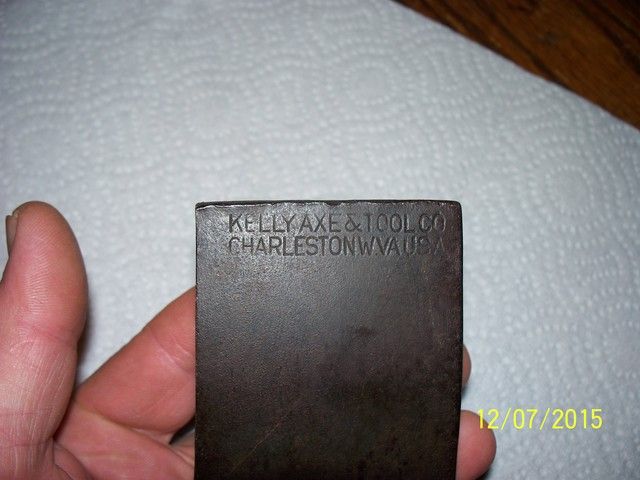 KELLY AXE & TOOL CO
CHARLESTON W.VA U.S.A
12/07/2015